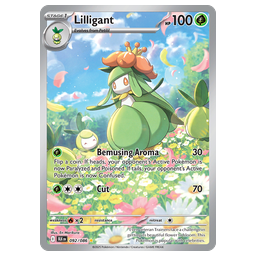 STAGE 1
Lilligant
HP 100
Evolves from Petilil
Bemusing Aroma 30
Flip a coin. If heads, your opponent's Active Pokémon is
now Paralyzed and Poisoned. If tails, your opponent's Active
Pokémon is now Confused.
Cut 70
weakness
×2
resistance
retreat
092/086